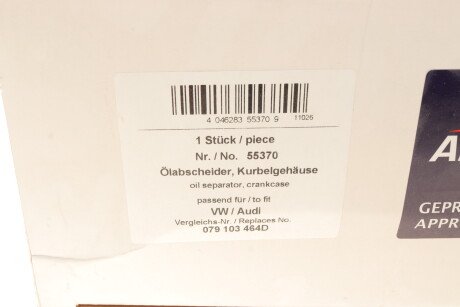 4 046283 55370 9 11026
1 Stück / piece
Nr. / No. 55370
Ölabscheider, Kurbelgehäuse
oil separator, crankcase
passend für / to fit
VW / Audi
Vergleichs-Nr. / Replaces No.
079 103 464D
GEPR
APPR